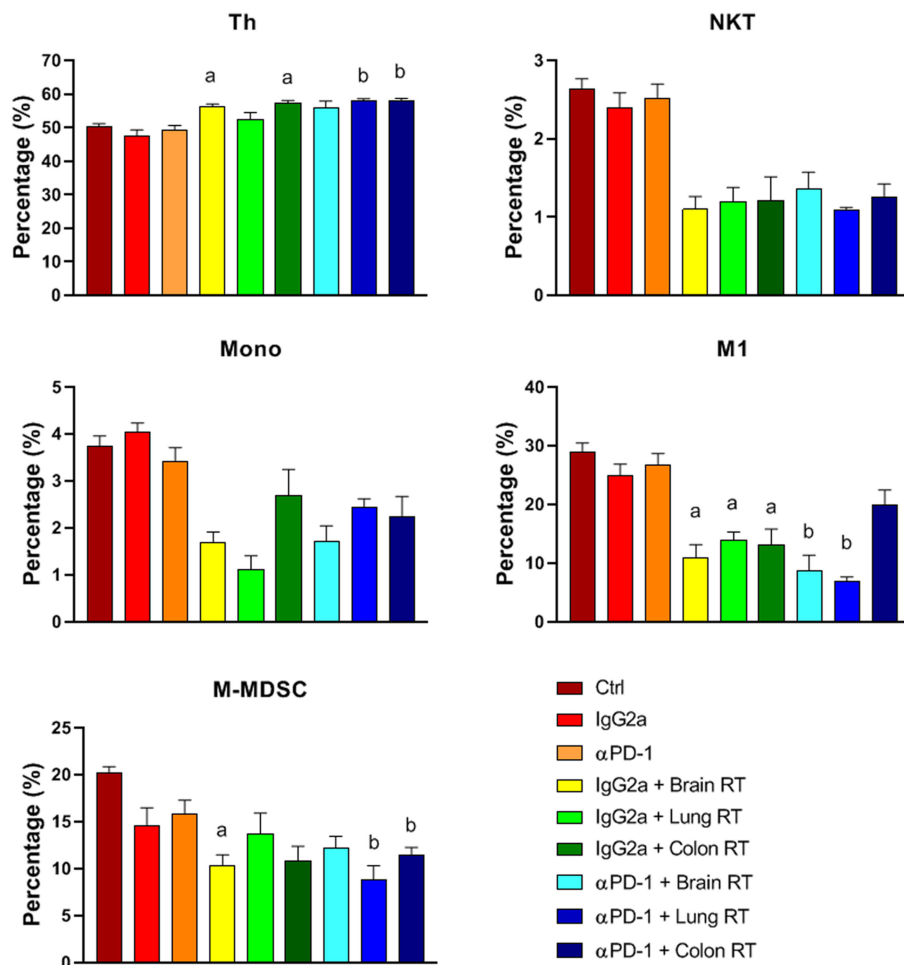 Th
Percentage (%)
70
60
50
40
30
20
10
0
a
a
b
b
NKT
Percentage (%)
3
2
1
0
Mono
Percentage (%)
5
4
3
2
1
0
M1
Percentage (%)
40
30
20
10
0
a
a
a
b
b
M-MDSC
Percentage (%)
25
20
15
10
5
0
a
b
b
Ctrl
IgG2a
αPD-1
IgG2a + Brain RT
IgG2a + Lung RT
IgG2a + Colon RT
αPD-1 + Brain RT
αPD-1 + Lung RT
αPD-1 + Colon RT